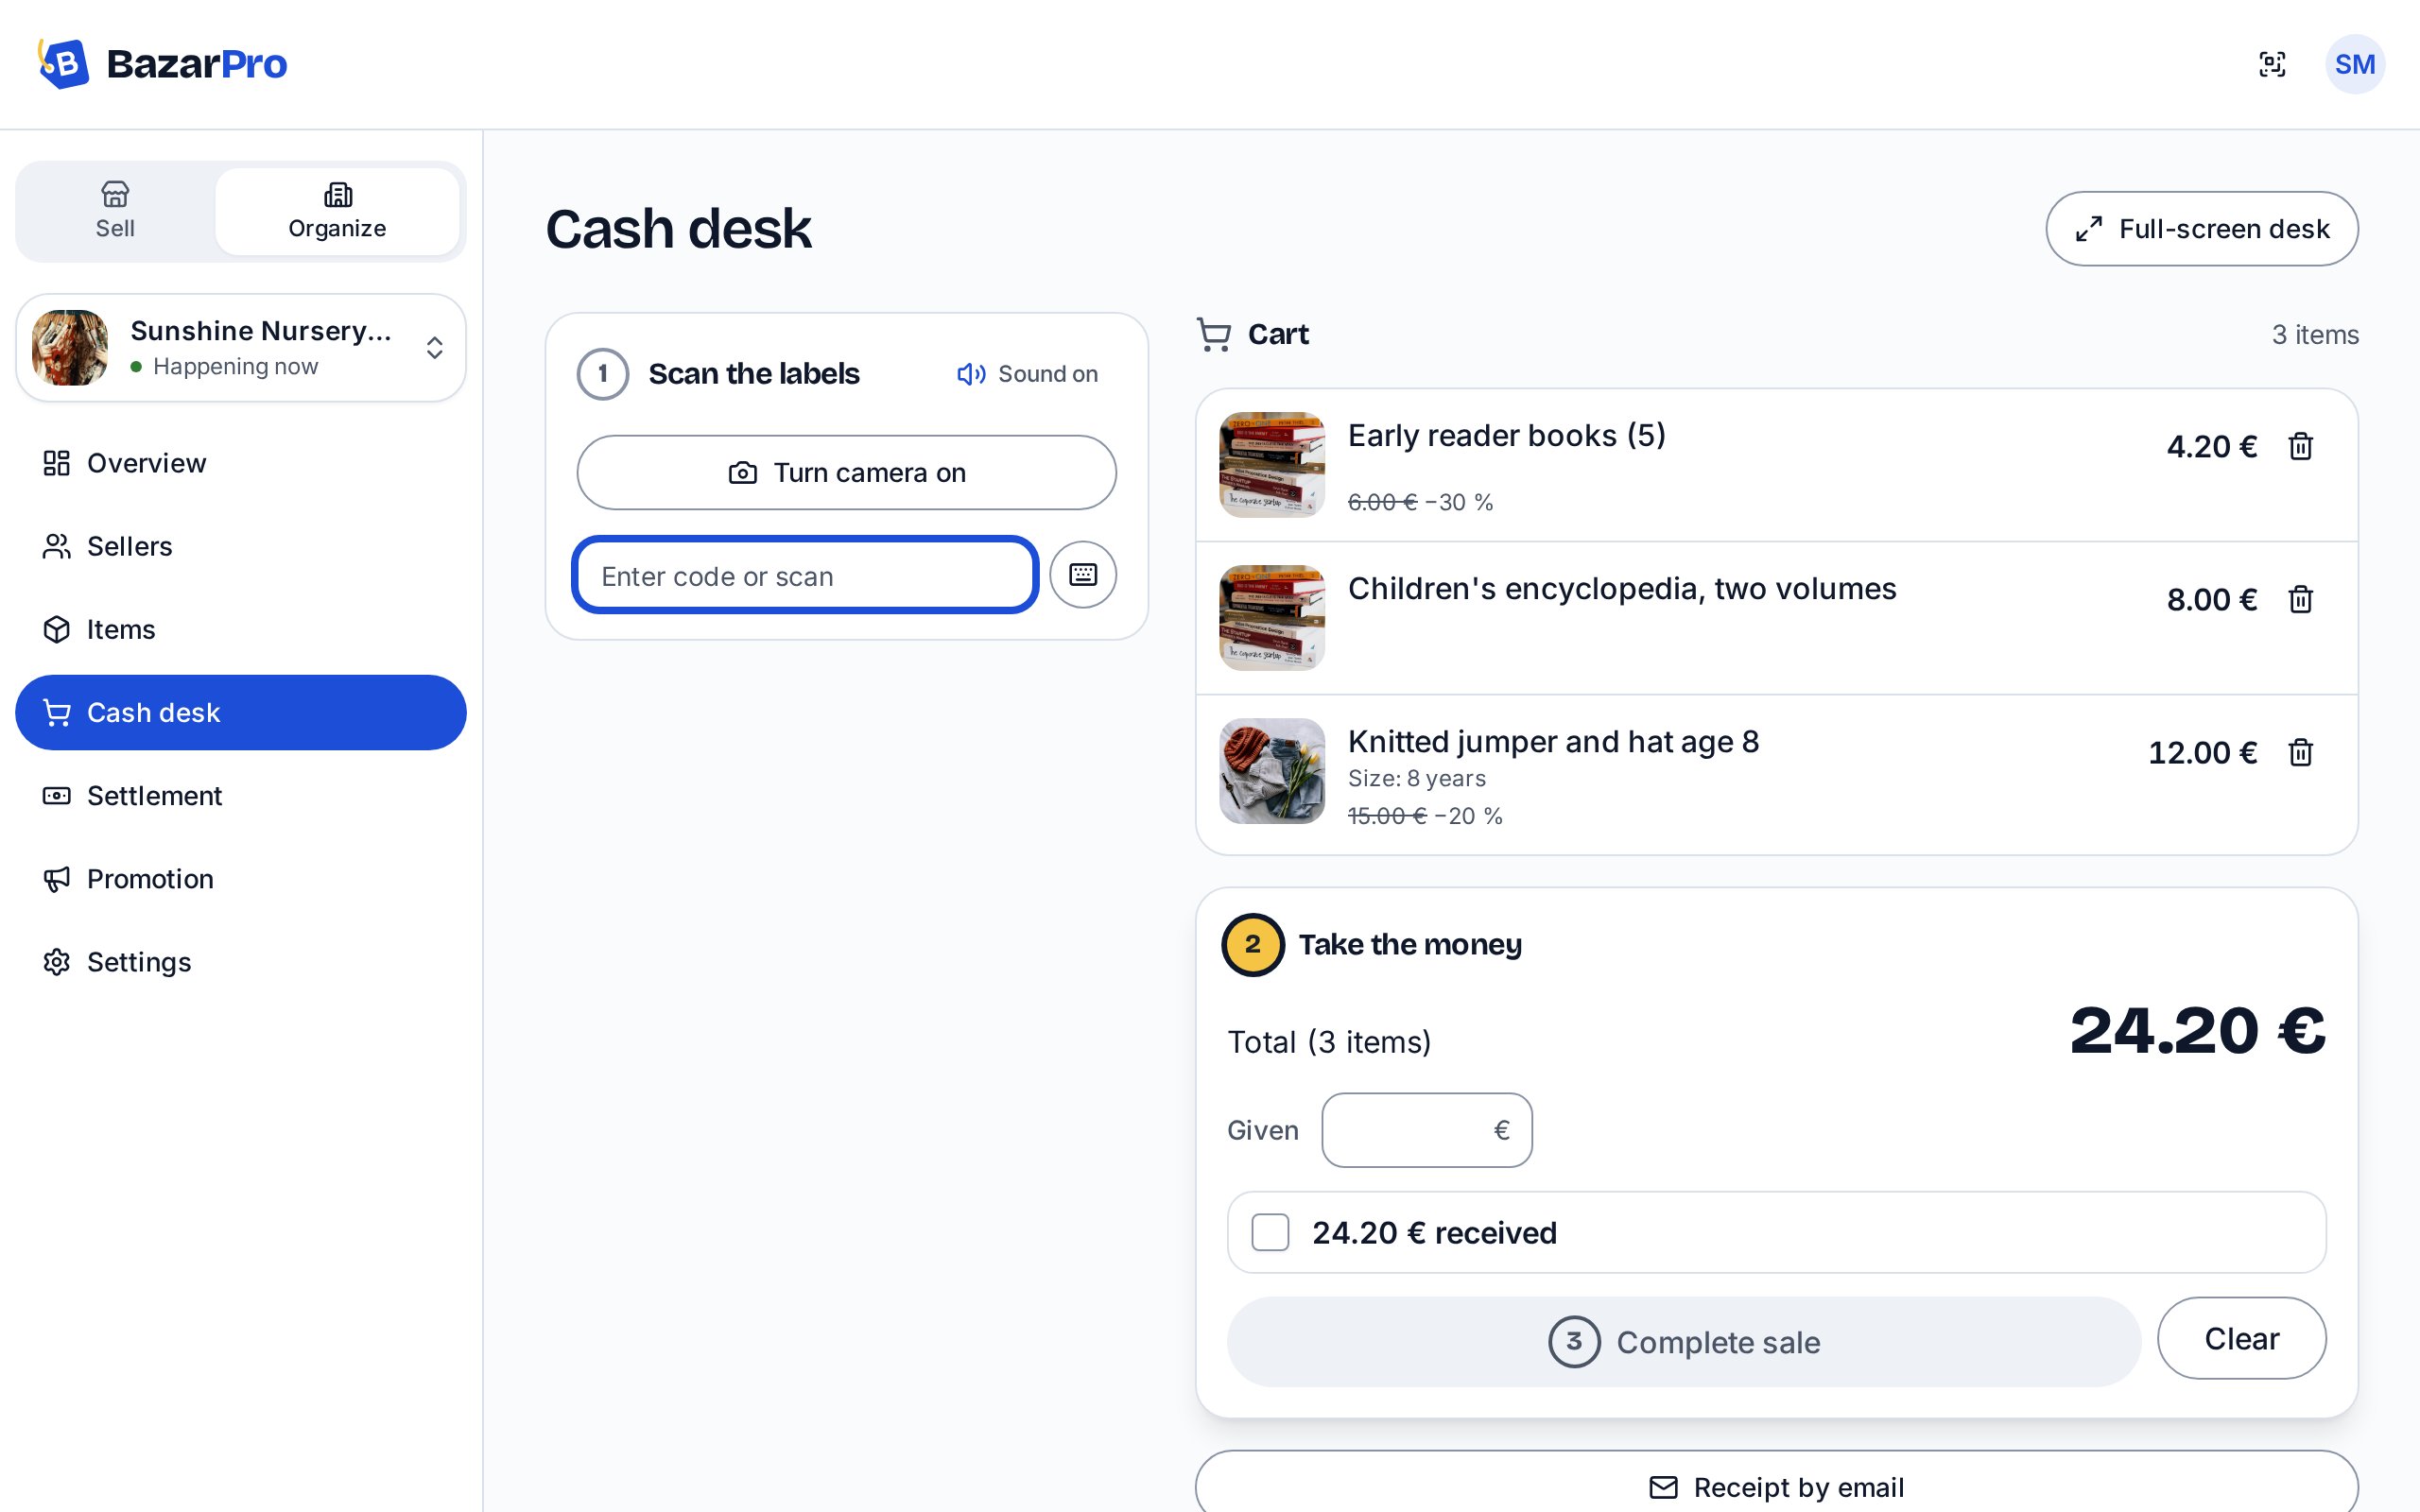 B BazarPro
SM
Sell
Organize
Sunshine Nursery...
Happening now
Overview
Sellers
Items
Cash desk
Settlement
Promotion
Settings
Cash desk
Full-screen desk
1 Scan the labels
Sound on
Turn camera on
Enter code or scan
Cart
3 items
Early reader books (5)
4.20 €
6.00 € −30 %
Children's encyclopedia, two volumes
8.00 €
Knitted jumper and hat age 8
12.00 €
Size: 8 years
15.00 € −20 %
2 Take the money
Total (3 items)
24.20 €
Given
€
24.20 € received
3 Complete sale
Clear
Receipt by email